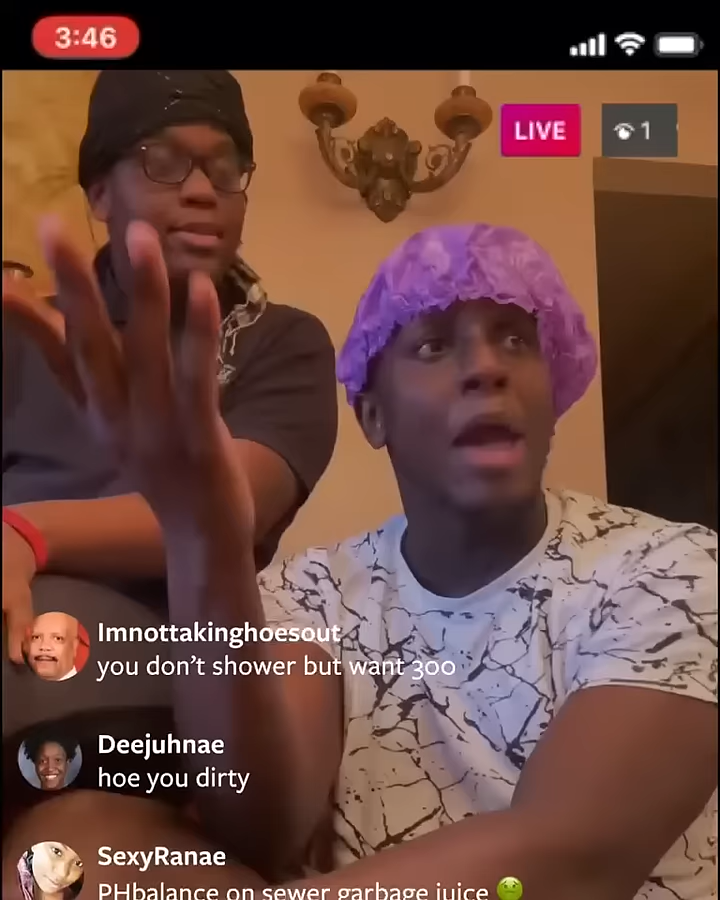 3:46
LIVE
1
Imnottakinghoesout
you don't shower but want 300
Deejuhnae
hoe you dirty
SexyRanae
PHbalance on sewer garbage juice 🤢